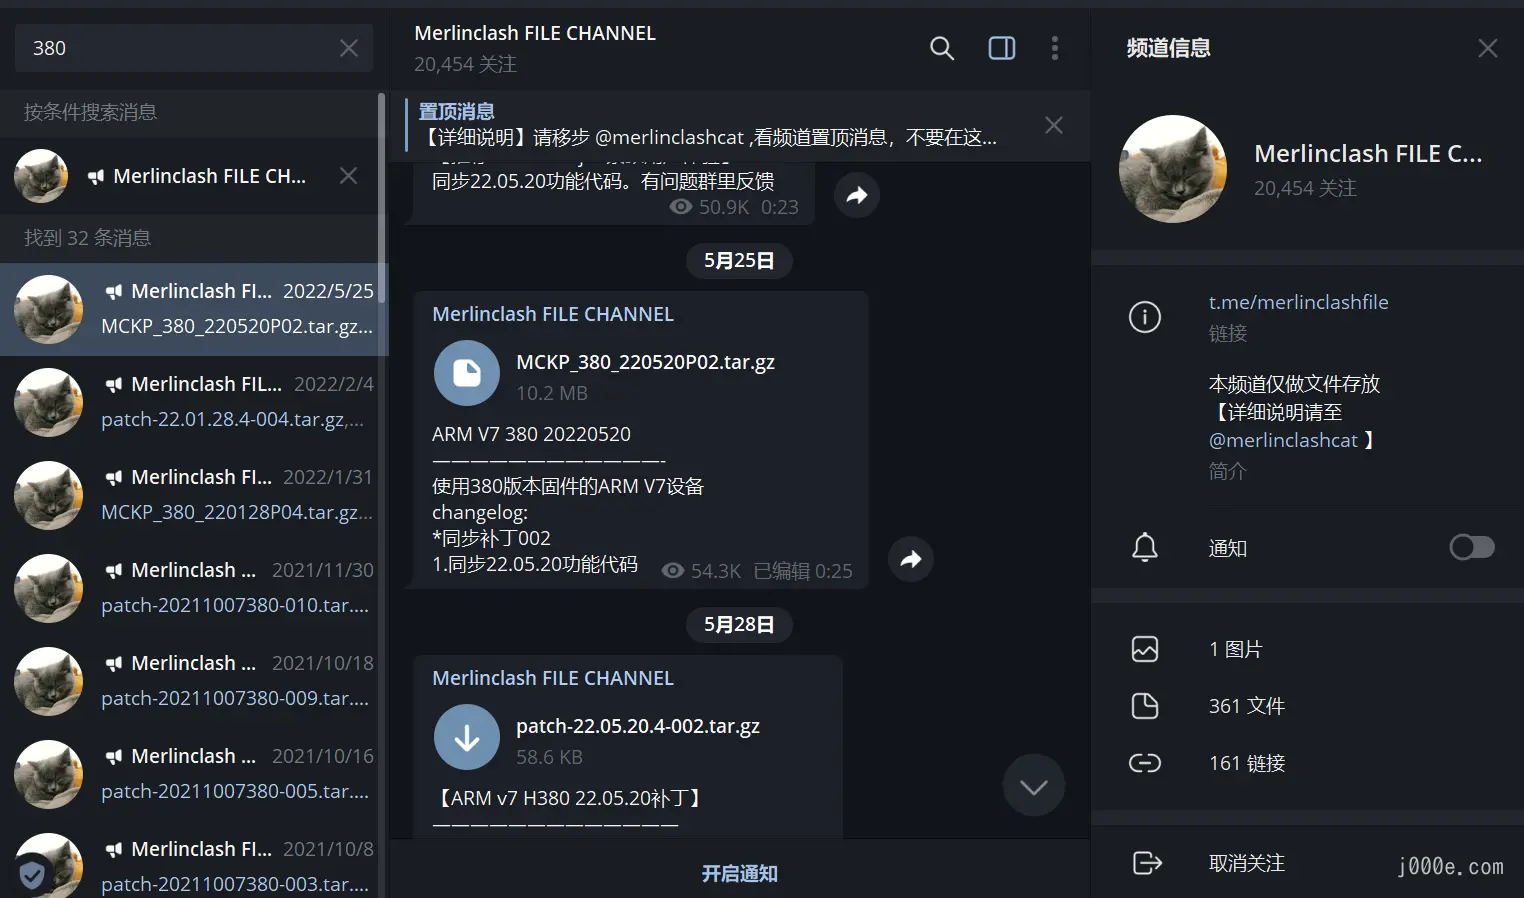 380
按条件搜索消息
Merlinclash FILE CH...
找到 32 条消息
Merlinclash FI... 2022/5/25
MCKP_380_220520P02.tar.gz...
Merlinclash FIL... 2022/2/4
patch-22.01.28.4-004.tar.gz,...
Merlinclash FI... 2022/1/31
MCKP_380_220128P04.tar.gz...
Merlinclash ... 2021/11/30
patch-20211007380-010.tar....
Merlinclash ... 2021/10/18
patch-20211007380-009.tar....
Merlinclash ... 2021/10/16
patch-20211007380-005.tar....
Merlinclash FI... 2021/10/8
patch-20211007380-003.tar....
Merlinclash FILE CHANNEL
20,454 关注
置顶消息
【详细说明】请移步 @merlinclashcat ,看频道置顶消息，不要在这...
同步22.05.20功能代码。有问题群里反馈
50.9K 0:23
5月25日
Merlinclash FILE CHANNEL
MCKP_380_220520P02.tar.gz
10.2 MB
ARM V7 380 20220520
————————————-
使用380版本固件的ARM V7设备
changelog:
*同步补丁002
1.同步22.05.20功能代码
54.3K 已编辑 0:25
5月28日
Merlinclash FILE CHANNEL
patch-22.05.20.4-002.tar.gz
58.6 KB
【ARM v7 H380 22.05.20补丁】
—————————————
开启通知
频道信息
Merlinclash FILE C...
20,454 关注
t.me/merlinclashfile
链接
本频道仅做文件存放
【详细说明请至
@merlinclashcat 】
简介
通知
1 图片
361 文件
161 链接
取消关注
j000e.com